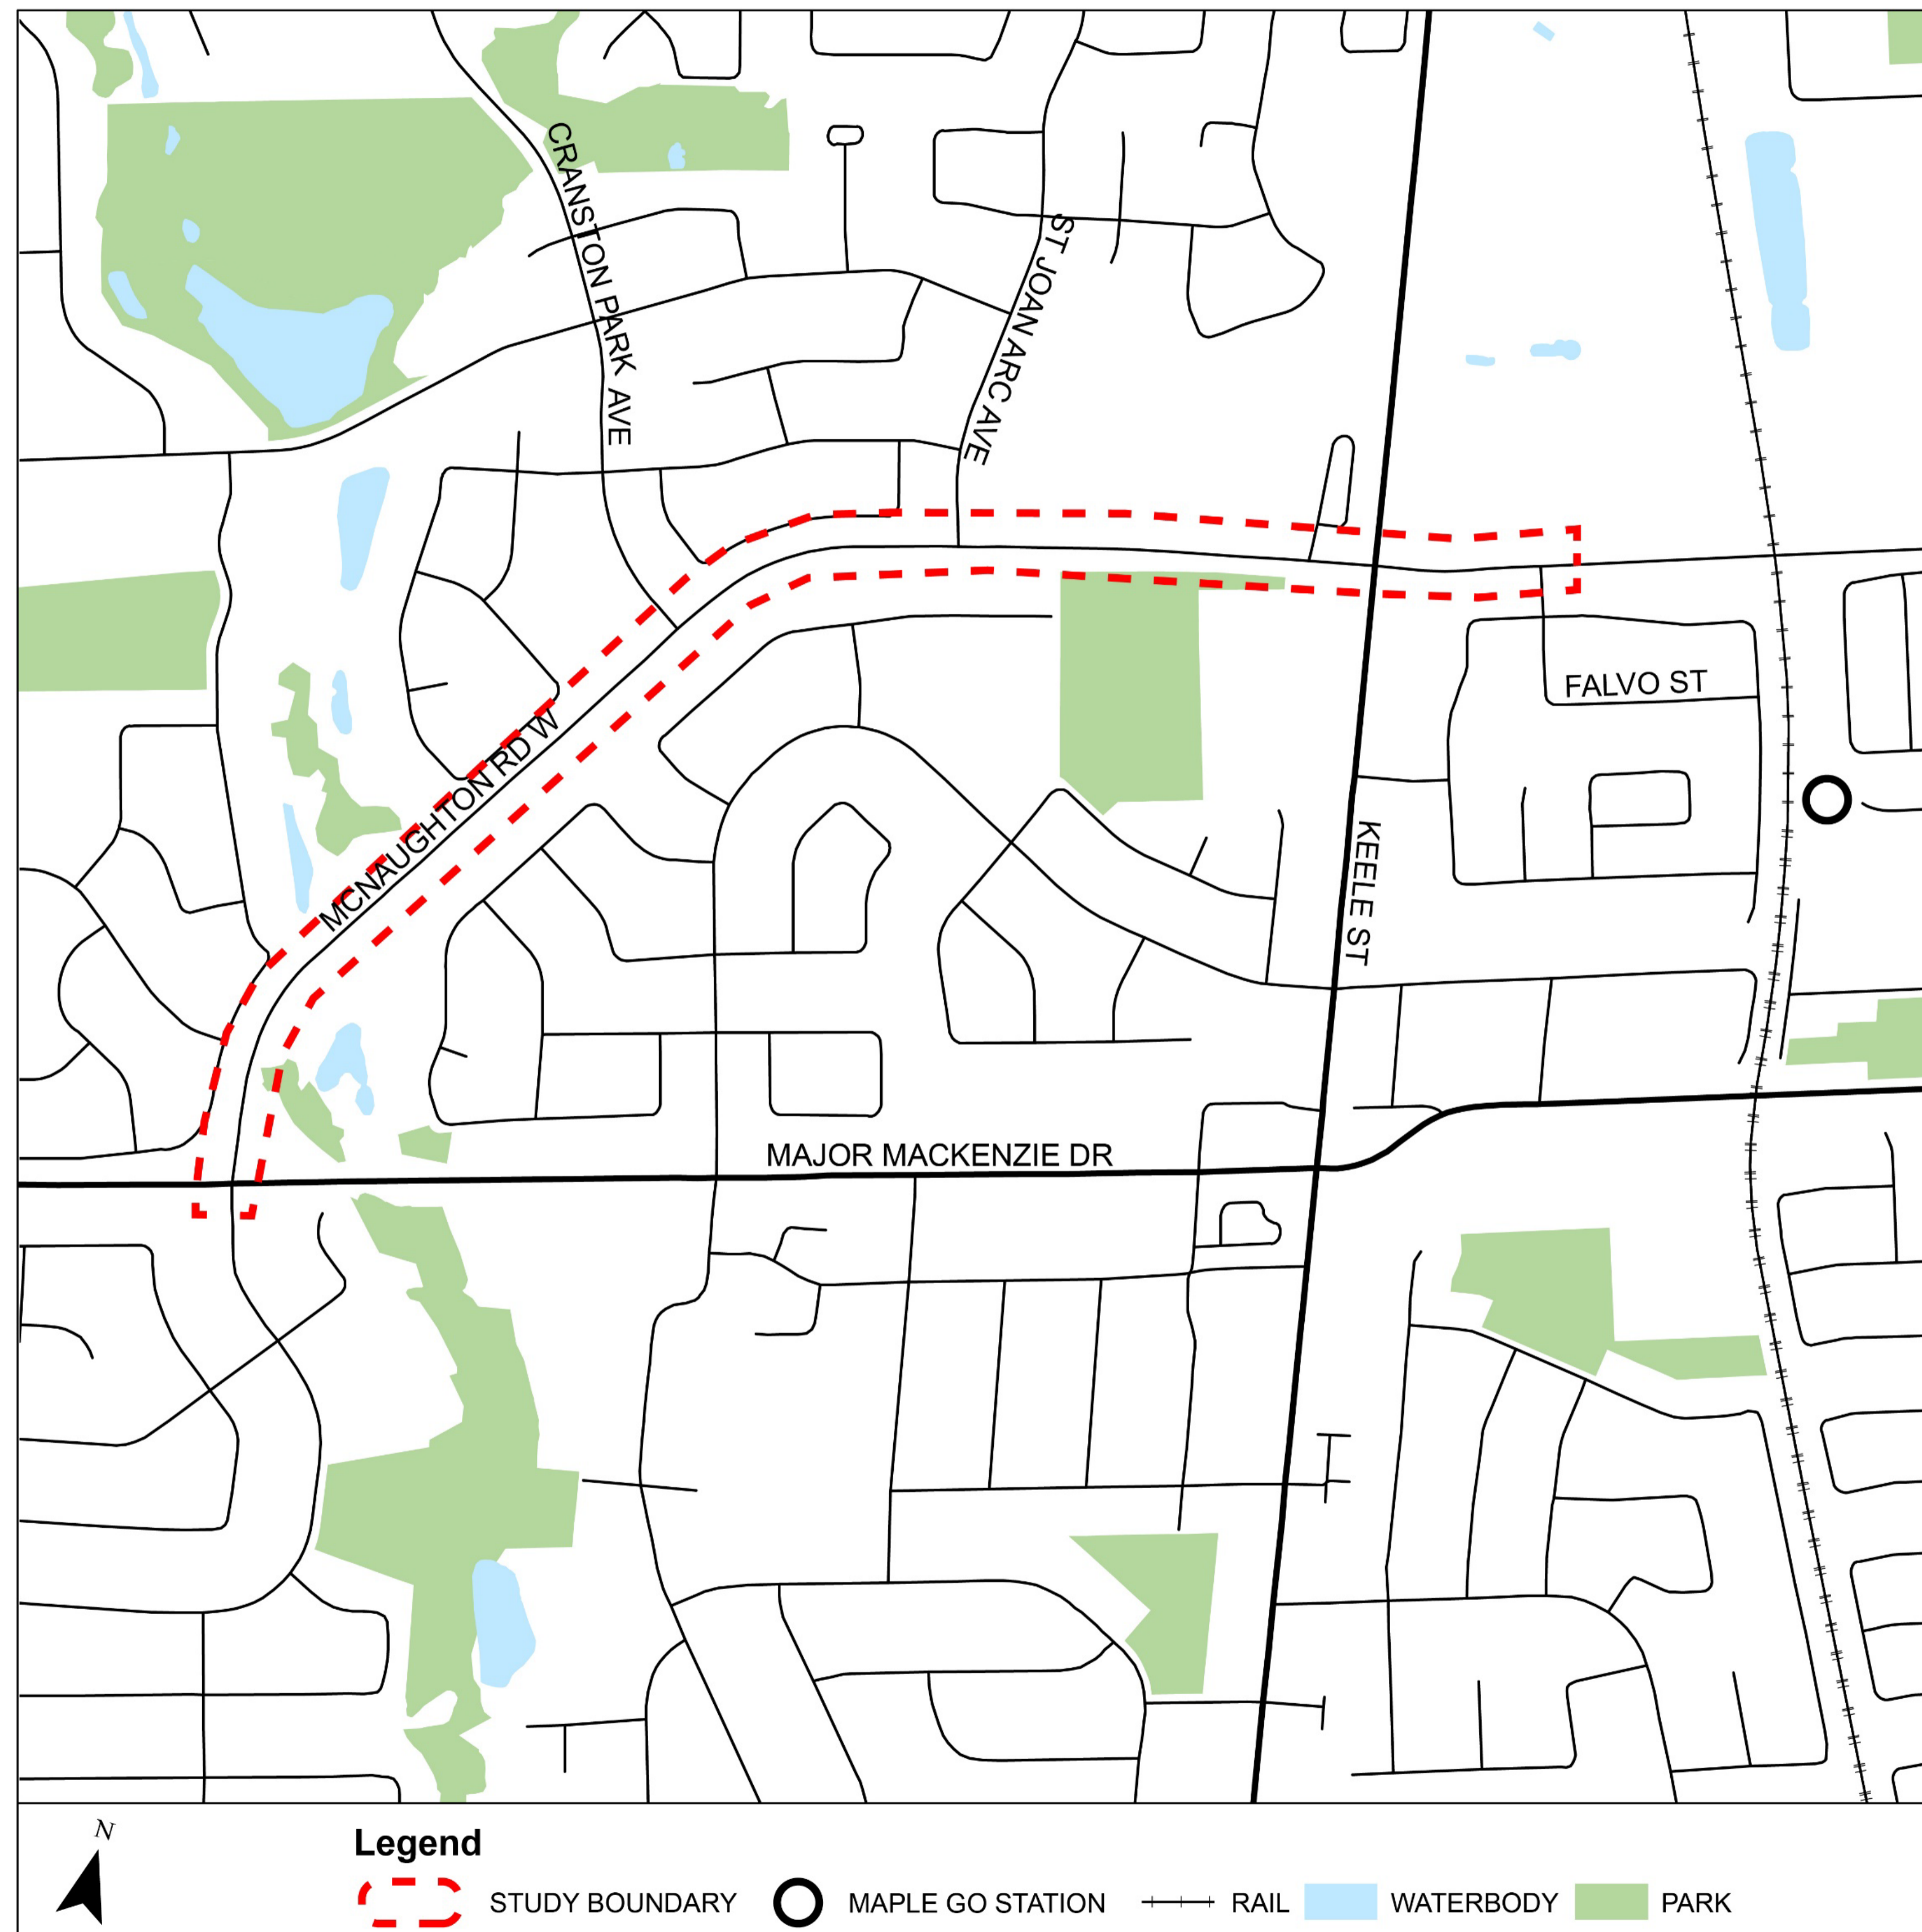 CRANSTON PARK AVE
ST JOAN ARC AVE
FALVO ST
MCNAUGHTON RD W
KEELE ST
MAJOR MACKENZIE DR
N
Legend
STUDY BOUNDARY
MAPLE GO STATION
RAIL
WATERBODY
PARK